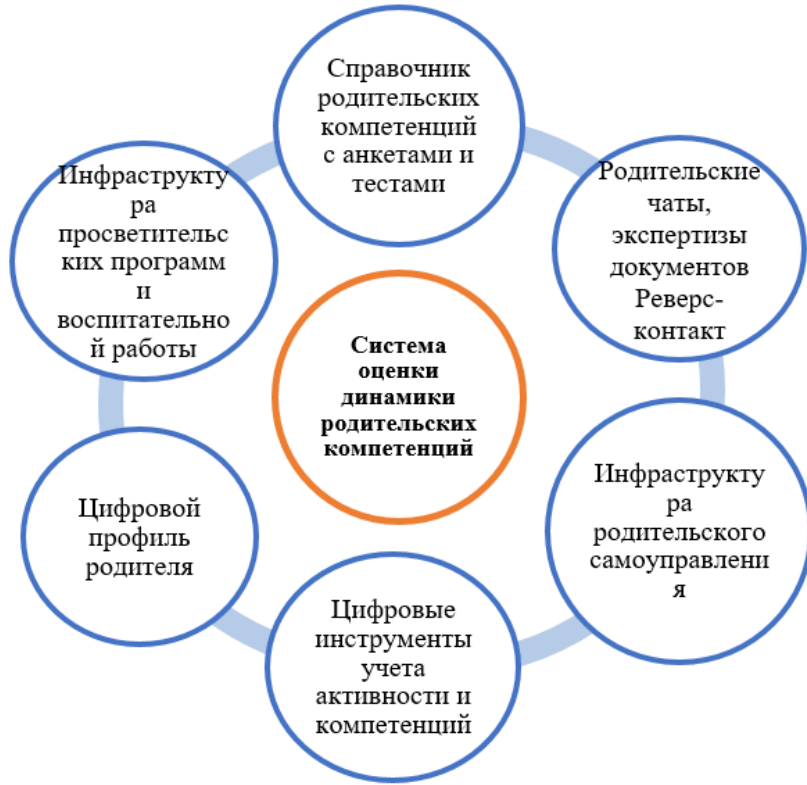 Справочник
родительских
компетенций
с анкетами и
тестами
Родительские
чаты,
экспертизы
документов
Реверс-
контакт
Инфраструкту
ра
родительского
самоуправлени
я
Цифровые
инструменты
учета
активности и
компетенций
Цифровой
профиль
родителя
Инфраструкту
ра
просветительс
ких программ
и
воспитательно
й работы
Система
оценки
динамики
родительских
компетенций